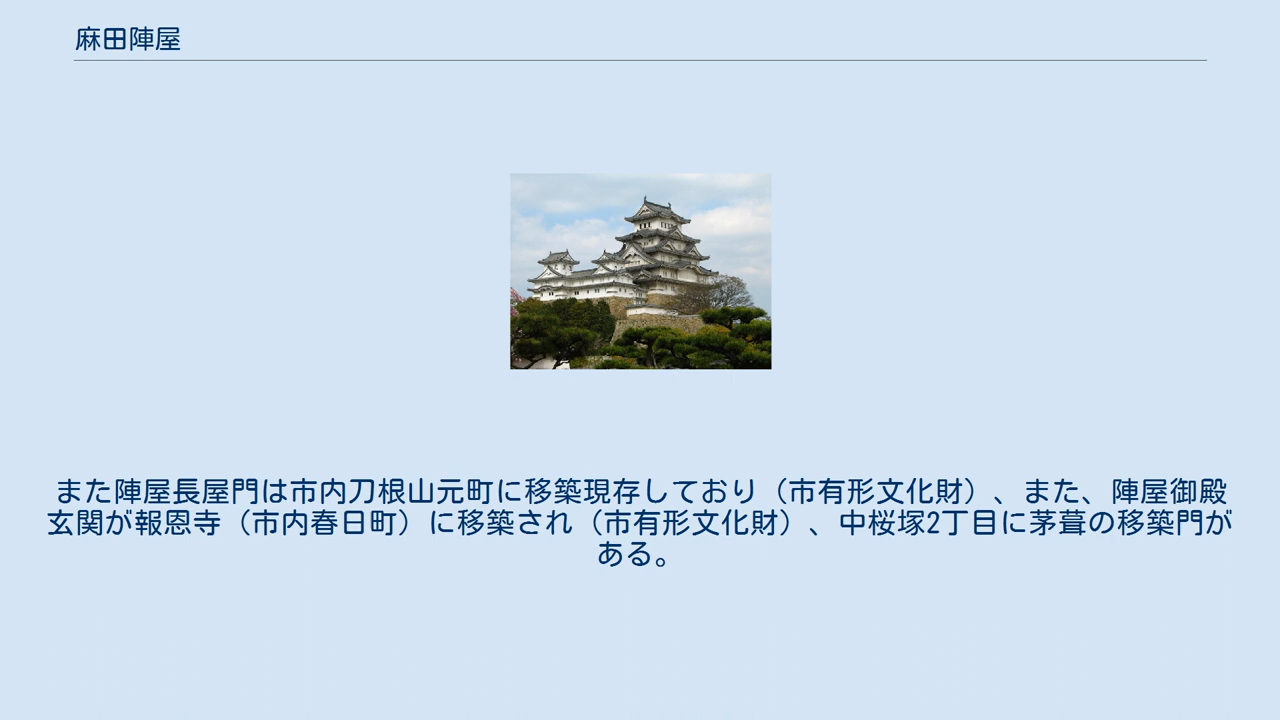 麻田陣屋
また陣屋長屋門は市内刀根山元町に移築現存しており（市有形文化財）、また、陣屋御殿
玄関が報恩寺（市内春日町）に移築され（市有形文化財）、中桜塚2丁目に茅葺の移築門が
ある。